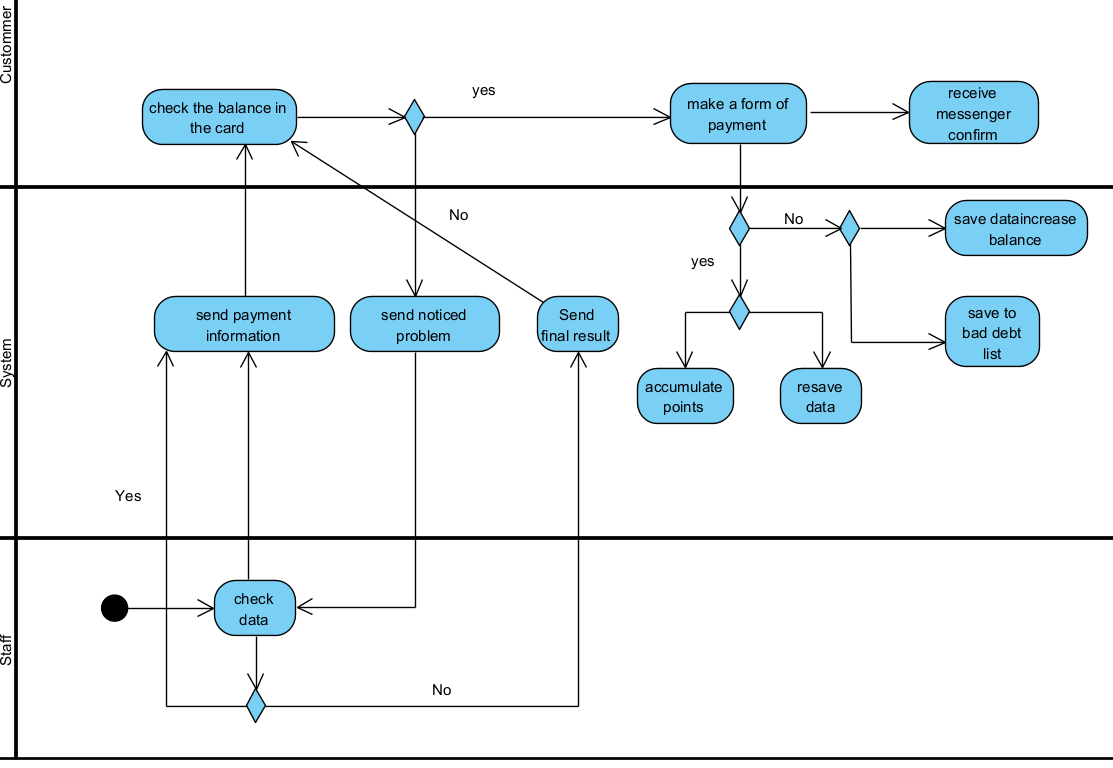 Custommer
check the balance in
the card
yes
make a form of
payment
receive
messenger
confirm
System
No
No
save dataincrease
balance
yes
send payment
information
send noticed
problem
Send
final result
save to
bad debt
list
accumulate
points
resave
data
Yes
Staff
check
data
No